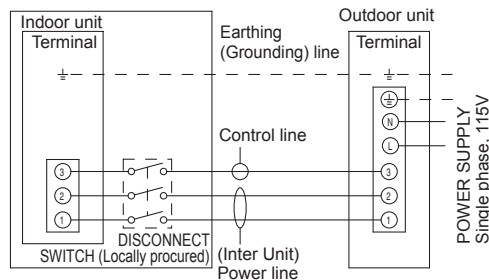 Indoor unit
Terminal
Earthing
(Grounding) line
Outdoor unit
Terminal
N
L
Control line
3
2
1
3
2
1
DISCONNECT
SWITCH (Locally procured)
(Inter Unit)
Power line
POWER SUPPLY
Single phase, 115V